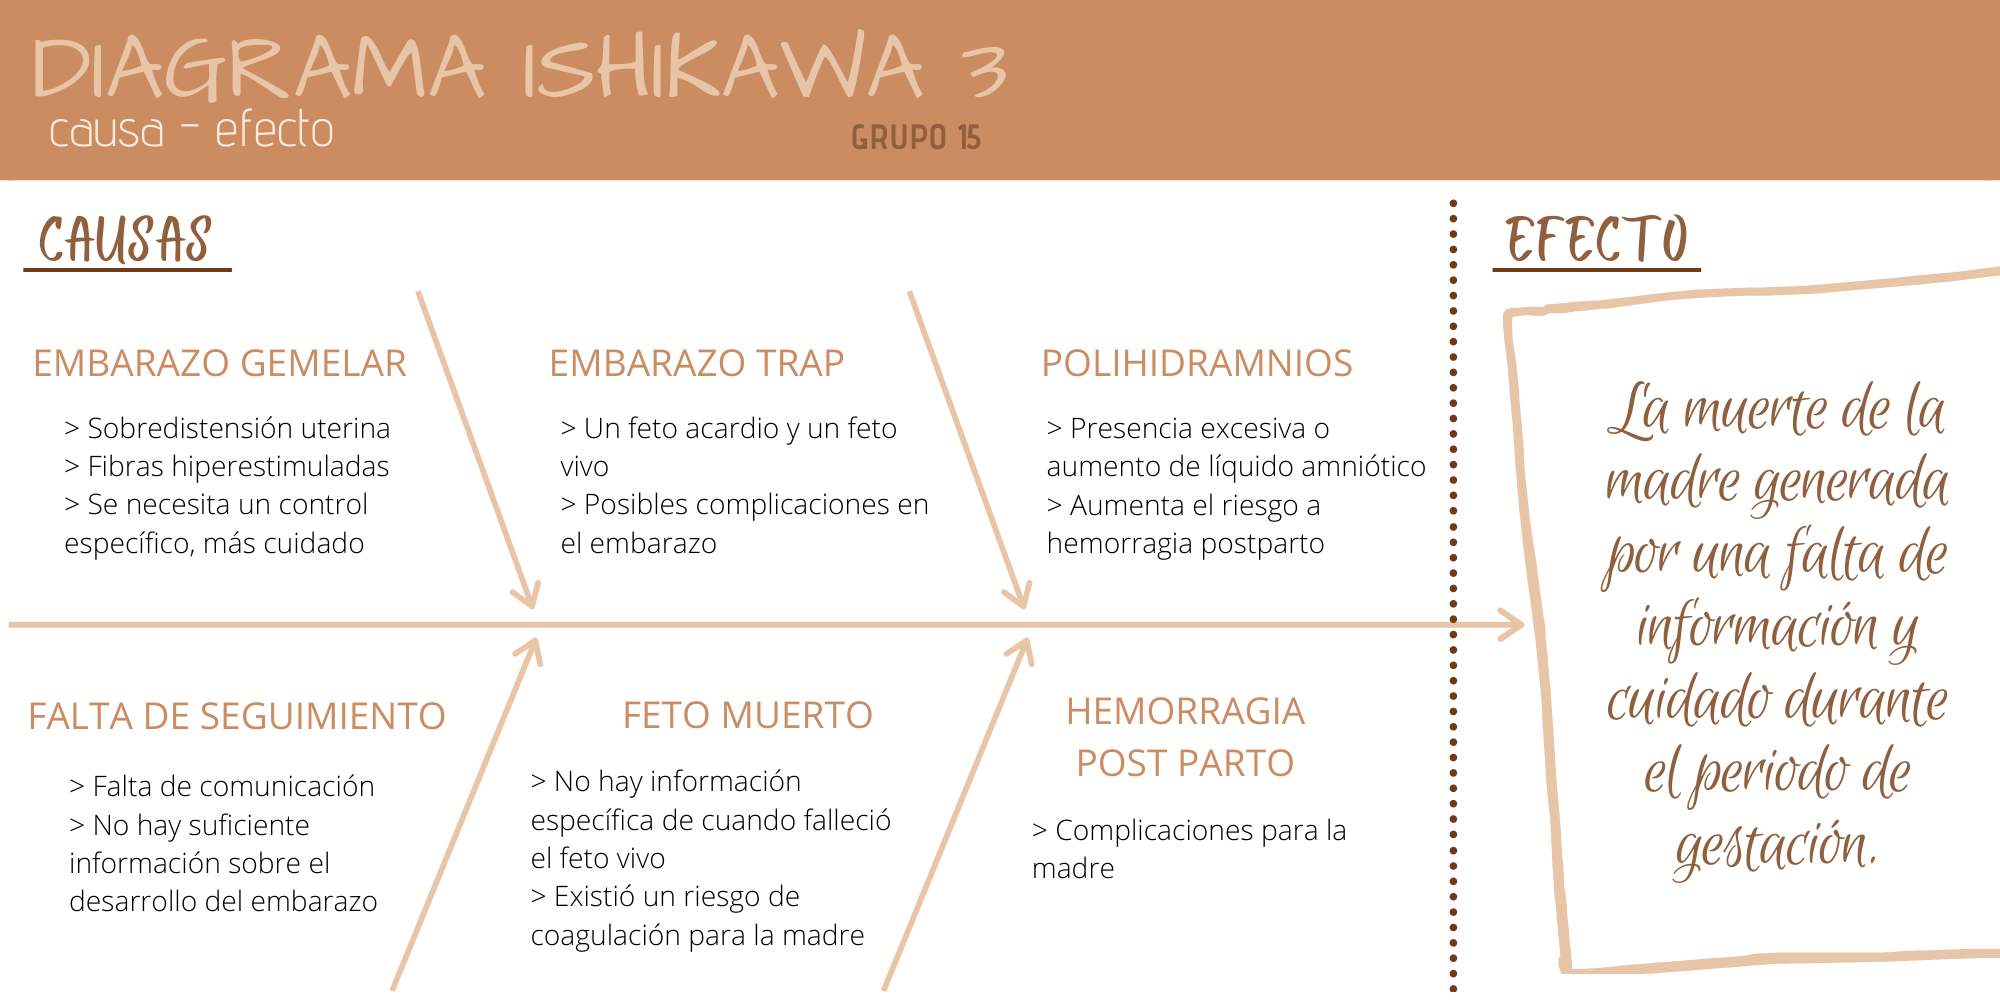 DIAGRAMA ISHIKAWA 3
causa - efecto
GRUPO 15
CAUSAS
EMBARAZO GEMELAR
> Sobredistensión uterina
> Fibras hiperestimuladas
> Se necesita un control
específico, más cuidado
EMBARAZO TRAP
> Un feto acardio y un feto
vivo
> Posibles complicaciones en
el embarazo
POLIHIDRAMNIOS
> Presencia excesiva o
aumento de líquido amniótico
> Aumenta el riesgo a
hemorragia postparto
FALTA DE SEGUIMIENTO
> Falta de comunicación
> No hay suficiente
información sobre el
desarrollo del embarazo
FETO MUERTO
> No hay información
específica de cuando falleció
el feto vivo
> Existió un riesgo de
coagulación para la madre
HEMORRAGIA
POST PARTO
> Complicaciones para la
madre
EFECTO
La muerte de la
madre generada
por una falta de
información y
cuidado durante
el periodo de
gestación.